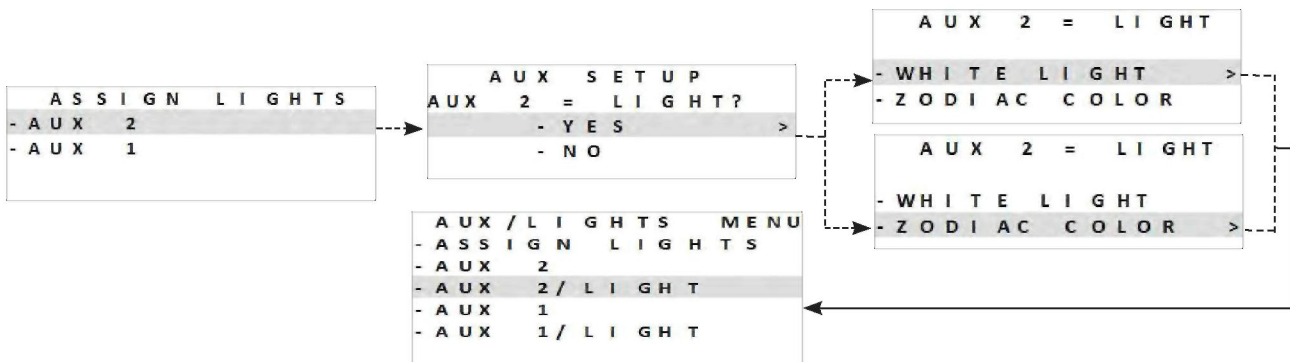 ASSIGN LIGHTS
-AUX 2
-AUX 1
AUX SETUP
AUX 2 = LIGHT?
-YES >
-NO
AUX 2 = LIGHT
-WHITE LIGHT >
-ZODIAC COLOR
AUX 2 = LIGHT
-WHITE LIGHT
-ZODIAC COLOR >
AUX/LIGHTS MENU
-ASSIGN LIGHTS
-AUX 2
-AUX 2/LIGHT
-AUX 1
-AUX 1/LIGHT